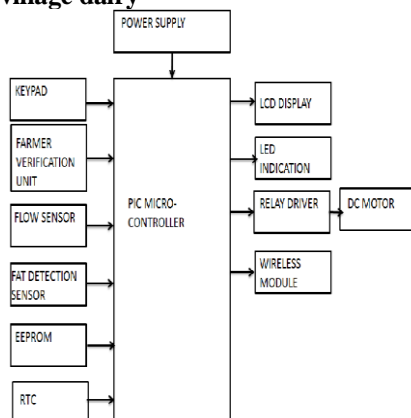 village dairy
POWER SUPPLY
KEYPAD
FARMER
VERIFICATION
UNIT
FLOW SENSOR
FAT DETECTION
SENSOR
EEPROM
RTC
PIC MICRO-
CONTROLLER
LCD DISPLAY
LED
INDICATION
RELAY DRIVER
DC MOTOR
WIRELESS
MODULE